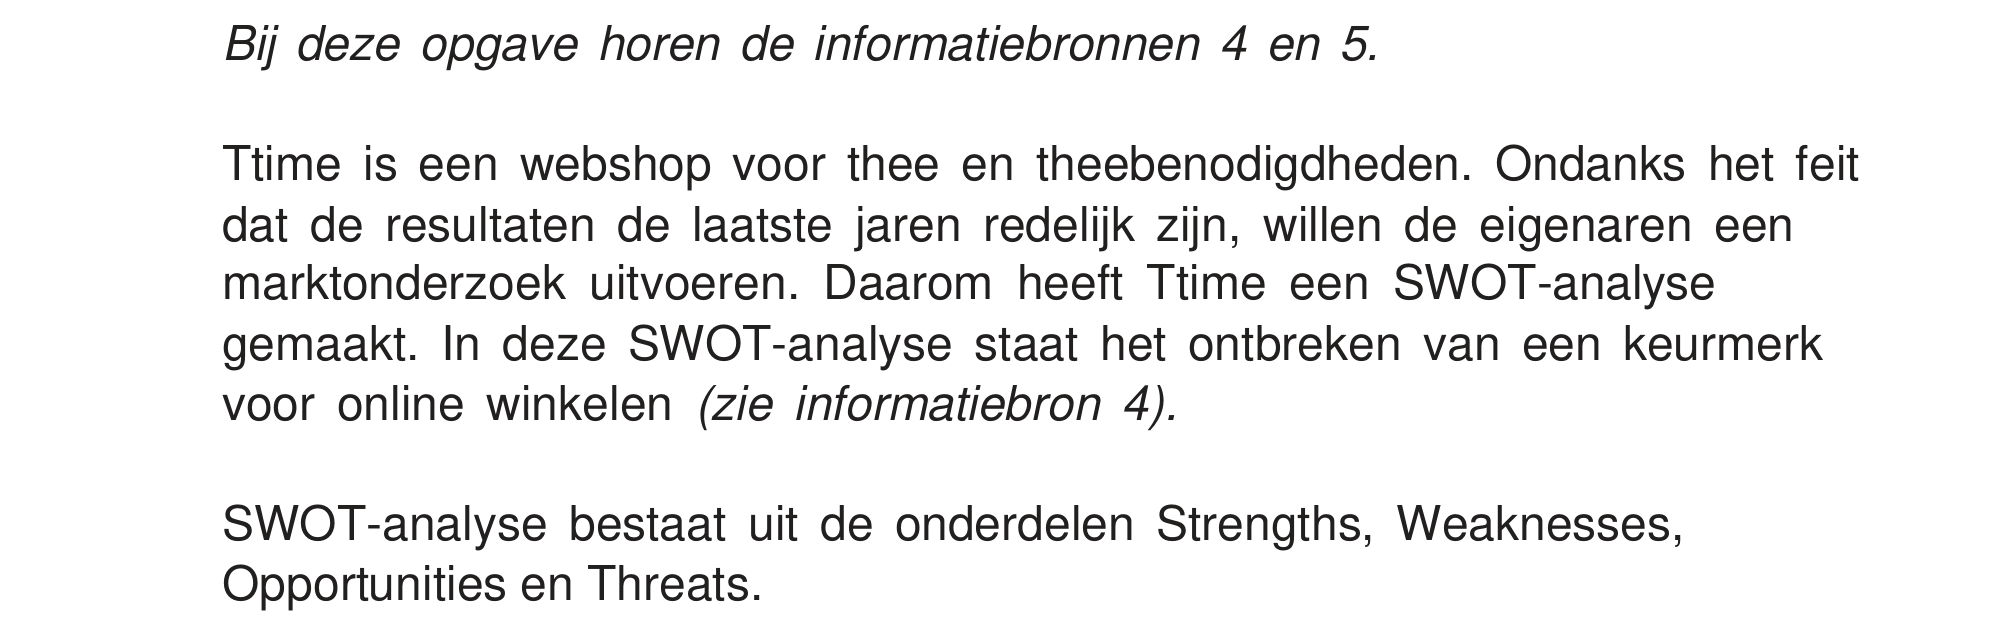 Bij deze opgave horen de informatiebronnen 4 en 5.
Ttime is een webshop voor thee en theebenodigdheden. Ondanks het feit
dat de resultaten de laatste jaren redelijk zijn, willen de eigenaren een
marktonderzoek uitvoeren. Daarom heeft Ttime een SWOT-analyse
gemaakt. In deze SWOT-analyse staat het ontbreken van een keurmerk
voor online winkelen (zie informatiebron 4).
SWOT-analyse bestaat uit de onderdelen Strengths, Weaknesses,
Opportunities en Threats.